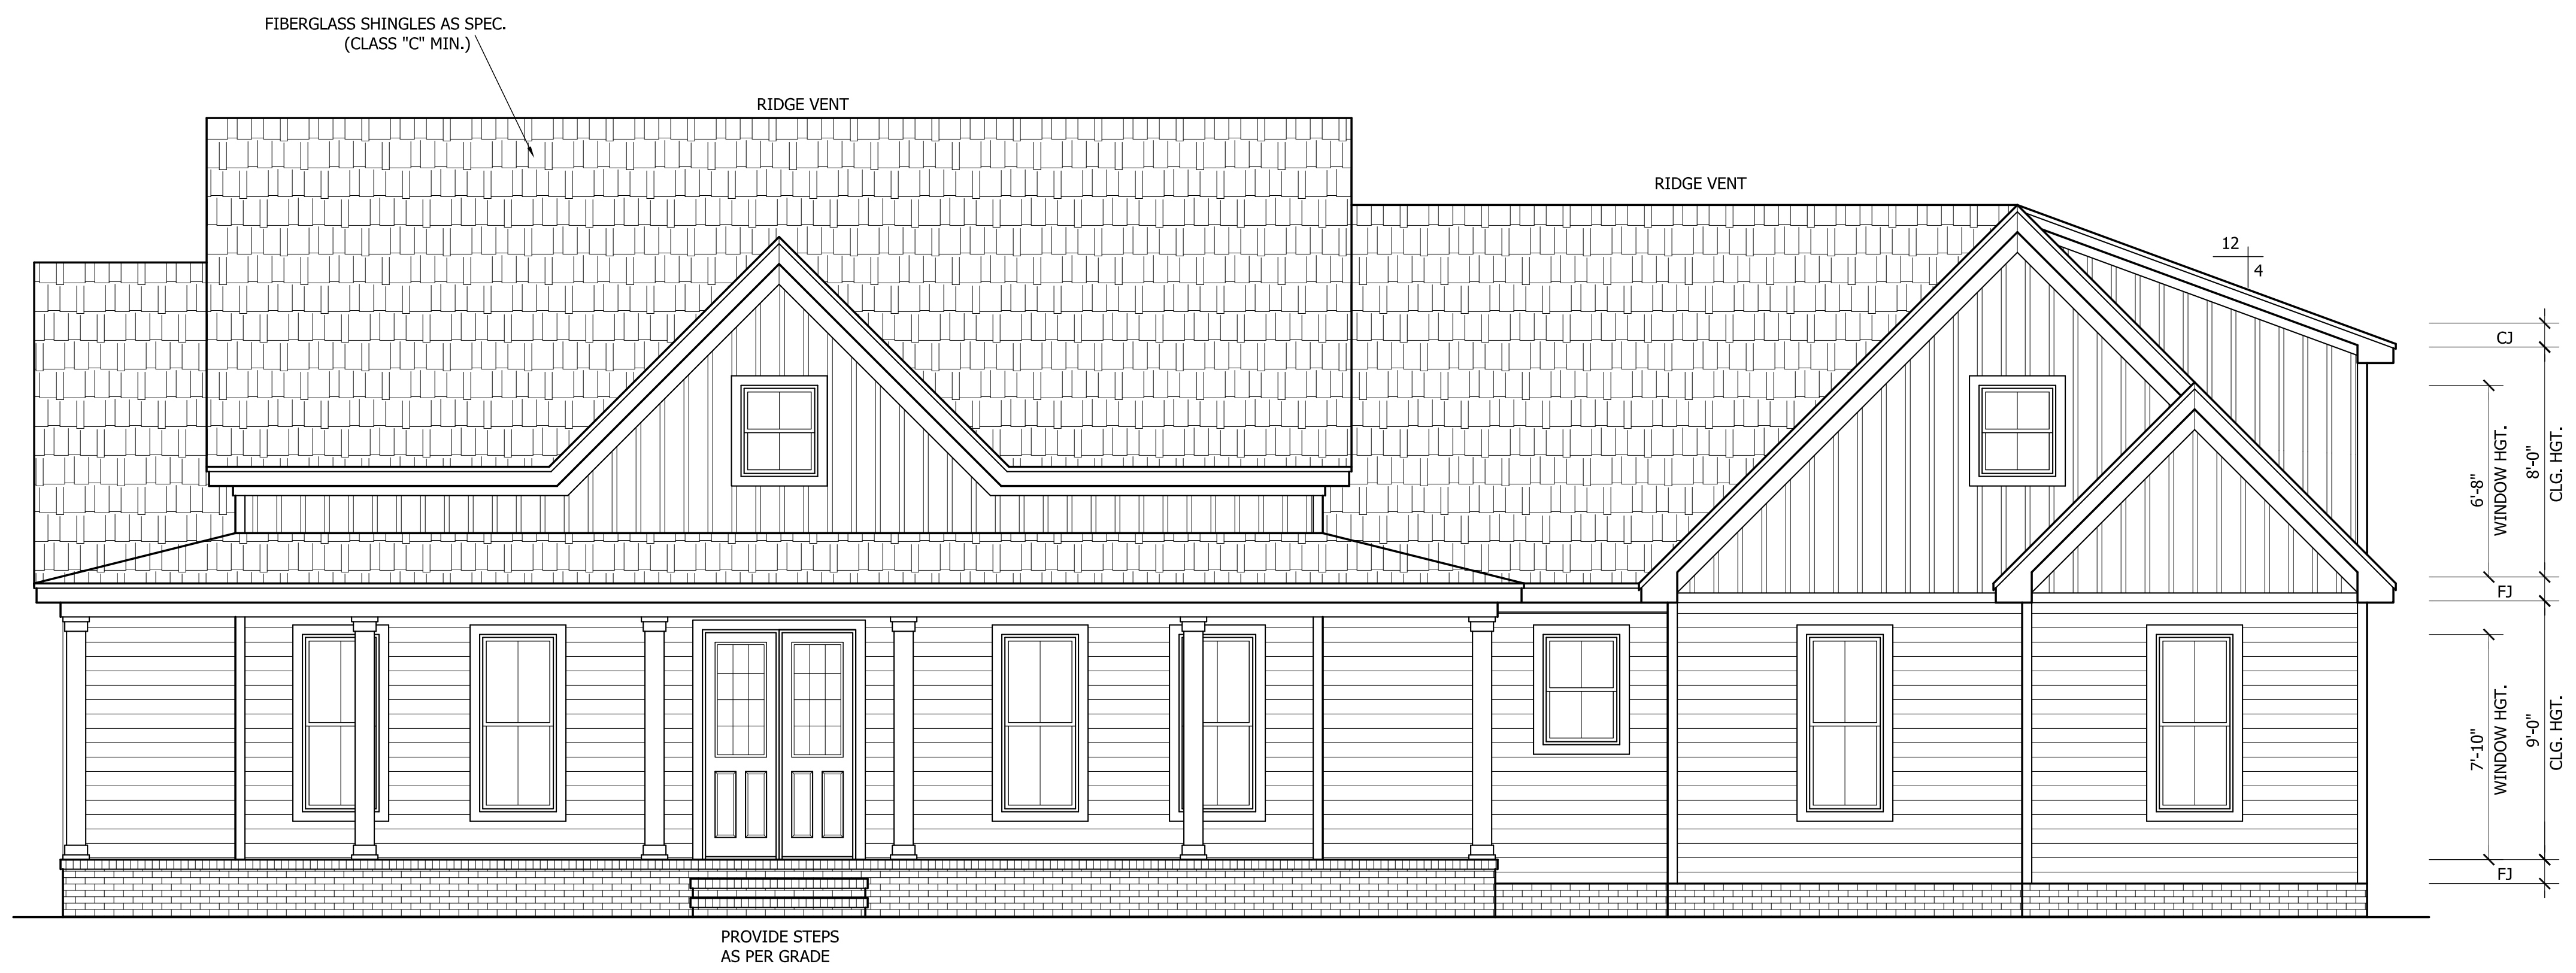 FIBERGLASS SHINGLES AS SPEC.
(CLASS "C" MIN.)
RIDGE VENT
RIDGE VENT
12
4
CJ
6'-8"
WINDOW HGT.
8'-0"
CLG. HGT.
FJ
7'-10"
WINDOW HGT.
9'-0"
CLG. HGT.
FJ
PROVIDE STEPS
AS PER GRADE